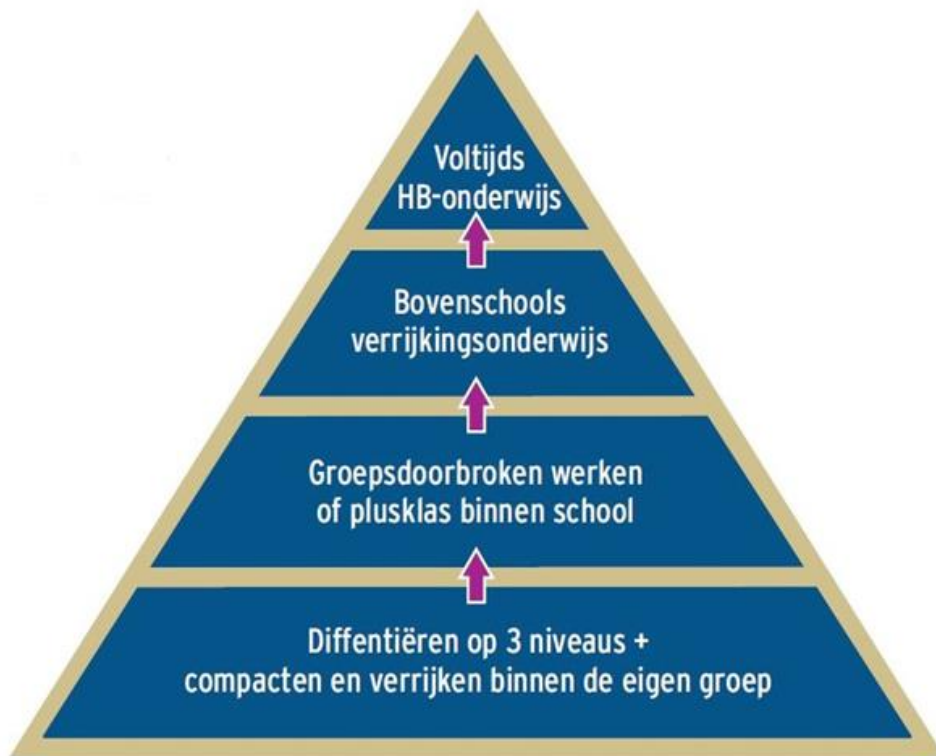 Voltijds
HB-onderwijs
Bovenschools
verrijkingsonderwijs
Groepsdoorbroken werken
of plusklas binnen school
Diffentiëren op 3 niveaus +
compacten en verrijken binnen de eigen groep